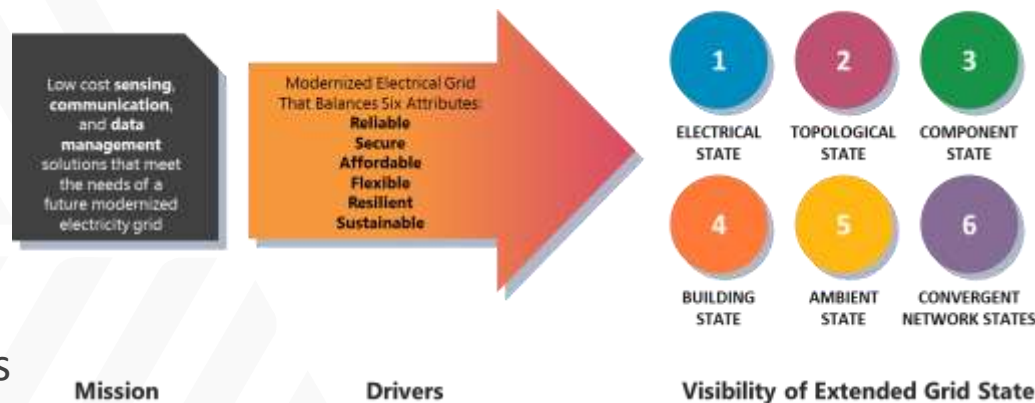 Low cost sensing,
communication,
and data
management
solutions that meet
the needs of a
future modernized
electricity grid
Modernized Electrical Grid
That Balances Six Attributes:
Reliable
Secure
Affordable
Flexible
Resilient
Sustainable
1
2
3
ELECTRICAL
STATE
TOPOLOGICAL
STATE
COMPONENT
STATE
4
5
6
BUILDING
STATE
AMBIENT
STATE
CONVERGENT
NETWORK STATES
s
Mission
Drivers
Visibility of Extended Grid State